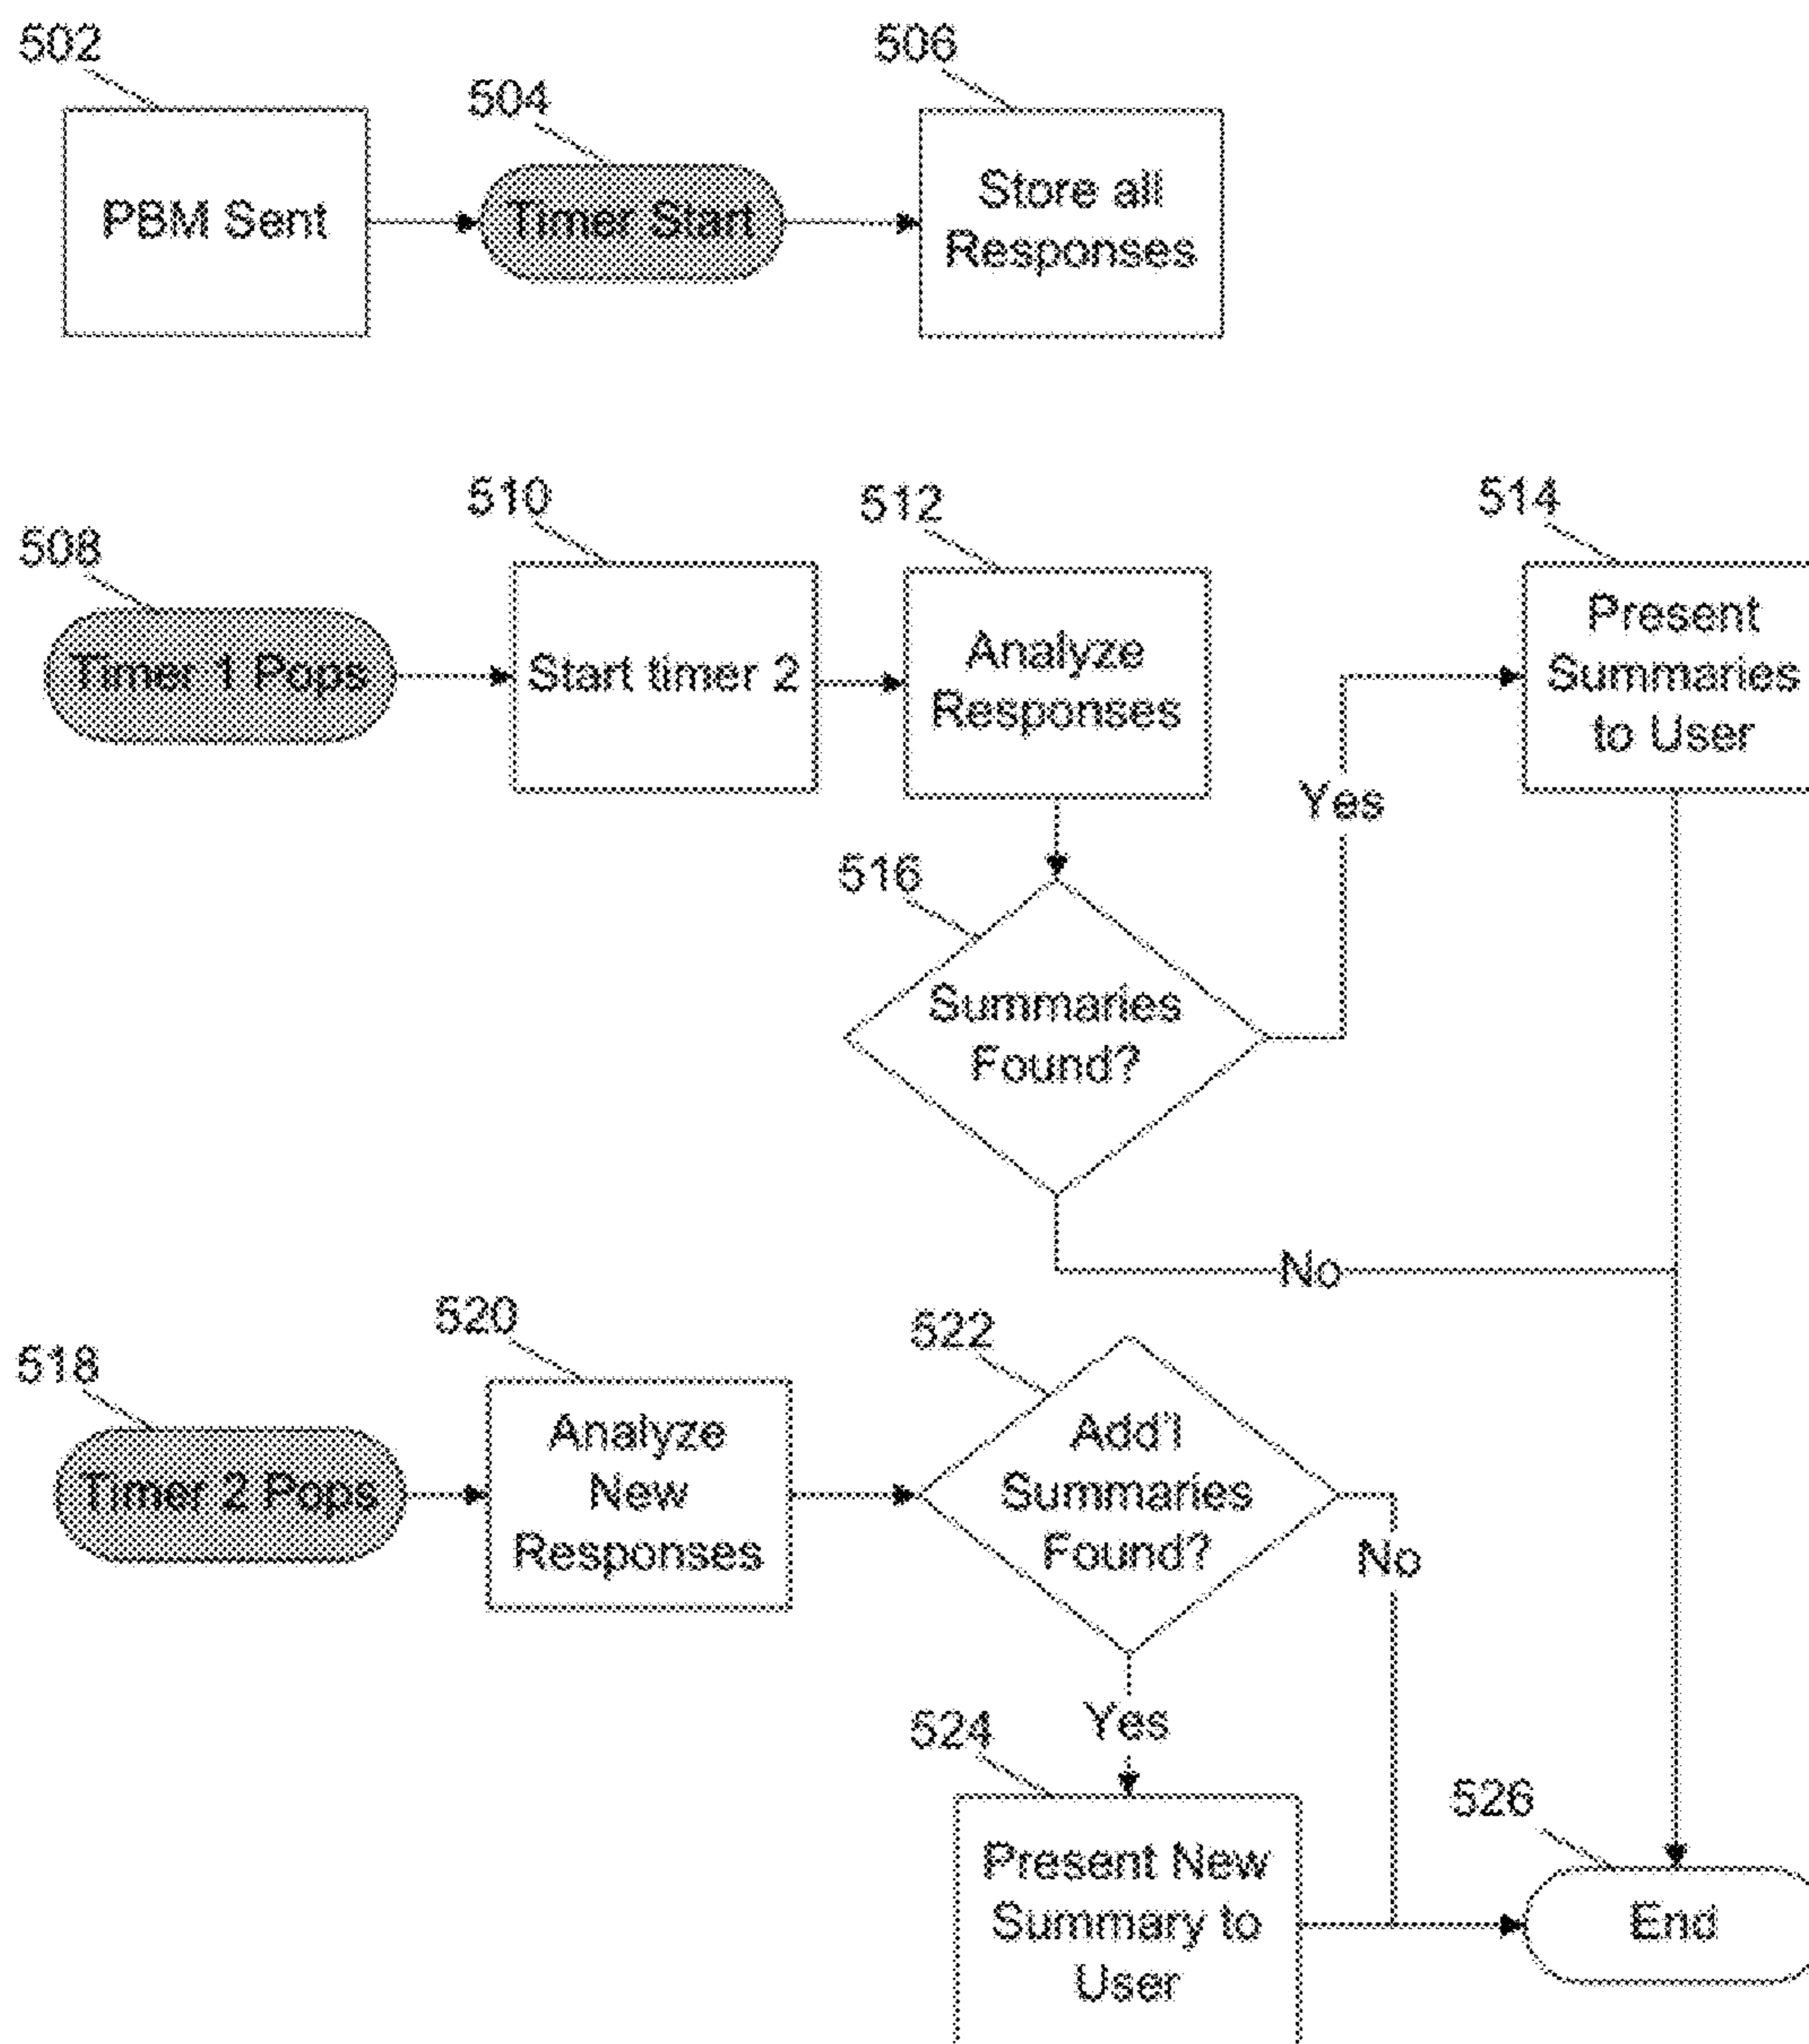 502
504
506
PBM Sent
Timer Start
Store all
Responses
508
510
512
514
Timer 1 Pops
Start timer 2
Analyze
Responses
Present
Summaries
to User
Yes
516
Summaries
Found?
No
518
520
522
Timer 2 Pops
Analyze
New
Responses
Add'l
Summaries
Found?
No
Yes
524
Present New
Summary to
User
526
End